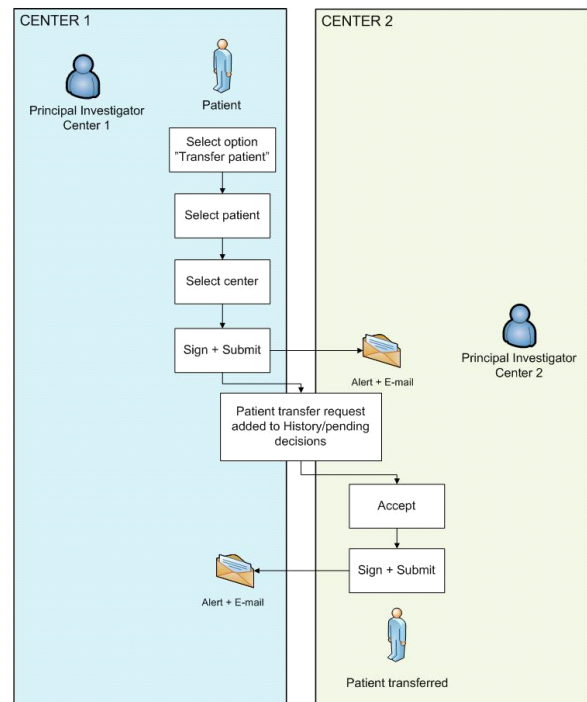 CENTER 1
CENTER 2
Principal Investigator
Center 1
Patient
Select option
"Transfer patient"
Select patient
Select center
Sign + Submit
Alert + E-mail
Principal Investigator
Center 2
Patient transfer request
added to History/pending
decisions
Accept
Sign + Submit
Alert + E-mail
Patient transferred